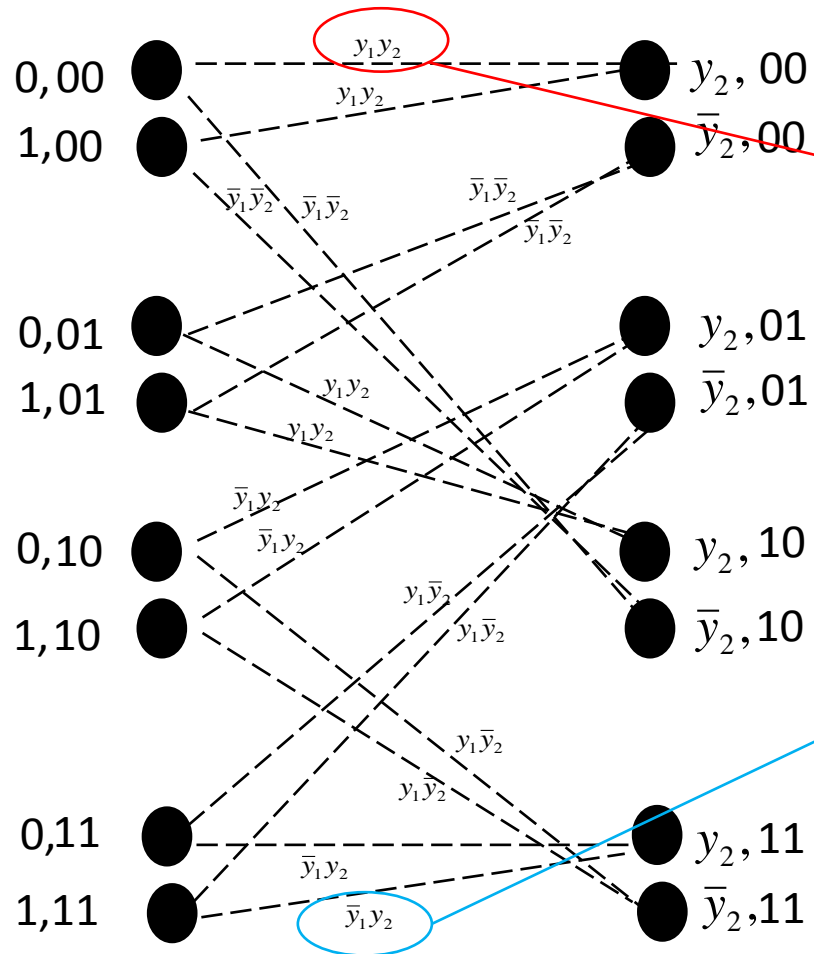 0,00
y₁y₂
y₂, 00
y₁y₂
1,00
ȳ₂, 00
ȳ₁ȳ₂
ȳ₁ȳ₂
ȳ₁ȳ₂
ȳ₁ȳ₂
0,01
y₂, 01
1,01
y₁y₂
ȳ₂, 01
y₁y₂
ȳ₁y₂
0,10
ȳ₁y₂
y₂, 10
1,10
y₁ȳ₂
ȳ₂, 10
y₁ȳ₂
y₁ȳ₂
y₁ȳ₂
0,11
y₂, 11
ȳ₁y₂
1,11
ȳ₁y₂
ȳ₂, 11